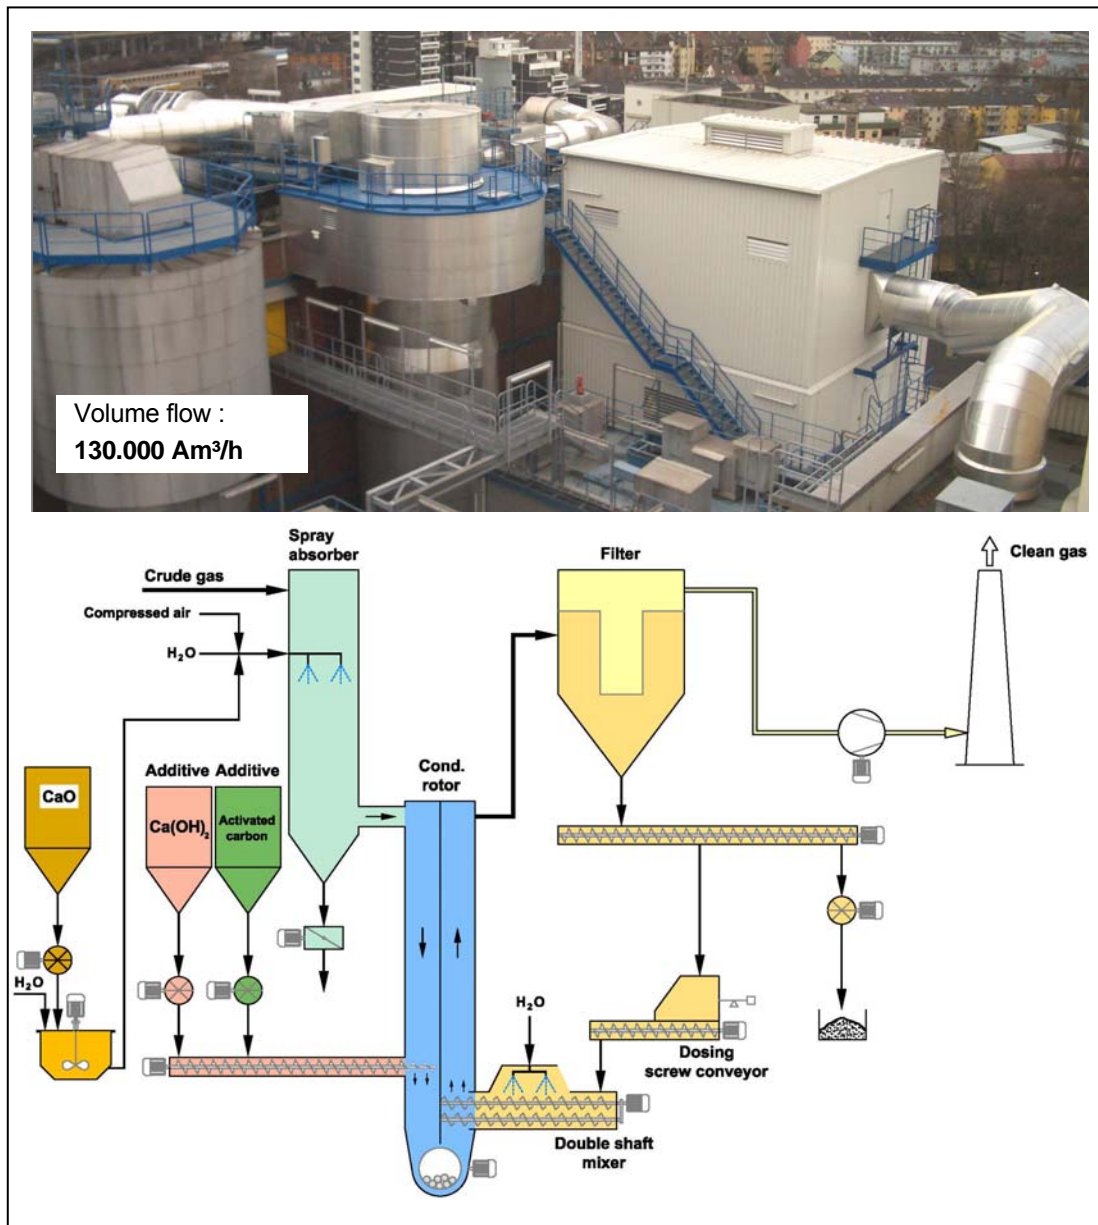 Volume flow :
130.000 Am³/h
Spray
absorber
Filter
Clean gas
Crude gas
Compressed air
H₂O
Additive
Additive
Cond.
rotor
CaO
Ca(OH)₂
Activated
carbon
H₂O
H₂O
Dosing
screw conveyor
Double shaft
mixer